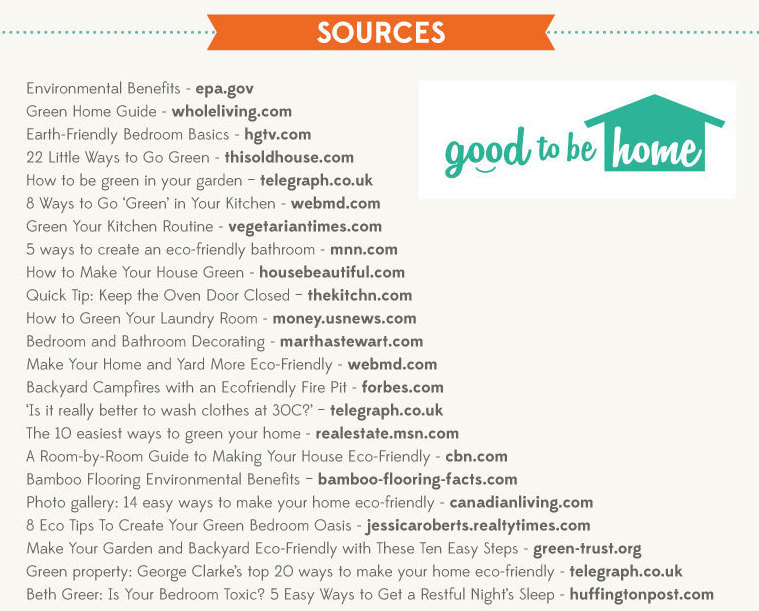 SOURCES
Environmental Benefits - epa.gov
Green Home Guide - wholeliving.com
Earth-Friendly Bedroom Basics - hgtv.com
22 Little Ways to Go Green - thisoldhouse.com
How to be green in your garden – telegraph.co.uk
8 Ways to Go ‘Green’ in Your Kitchen - webmd.com
Green Your Kitchen Routine - vegetariantimes.com
5 ways to create an eco-friendly bathroom - mnn.com
How to Make Your House Green - housebeautiful.com
Quick Tip: Keep the Oven Door Closed – thekitchn.com
How to Green Your Laundry Room - money.usnews.com
Bedroom and Bathroom Decorating - marthastewart.com
Make Your Home and Yard More Eco-Friendly - webmd.com
Backyard Campfires with an Ecofriendly Fire Pit - forbes.com
‘Is it really better to wash clothes at 30C?’ – telegraph.co.uk
The 10 easiest ways to green your home - realestate.msn.com
A Room-by-Room Guide to Making Your House Eco-Friendly - cbn.com
Bamboo Flooring Environmental Benefits – bamboo-flooring-facts.com
Photo gallery: 14 easy ways to make your home eco-friendly - canadianliving.com
8 Eco Tips To Create Your Green Bedroom Oasis - jessicaroberts.realtytimes.com
Make Your Garden and Backyard Eco-Friendly with These Ten Easy Steps - green-trust.org
Green property: George Clarke’s top 20 ways to make your home eco-friendly - telegraph.co.uk
Beth Greer: Is Your Bedroom Toxic? 5 Easy Ways to Get a Restful Night’s Sleep - huffingtonpost.com
good to be home